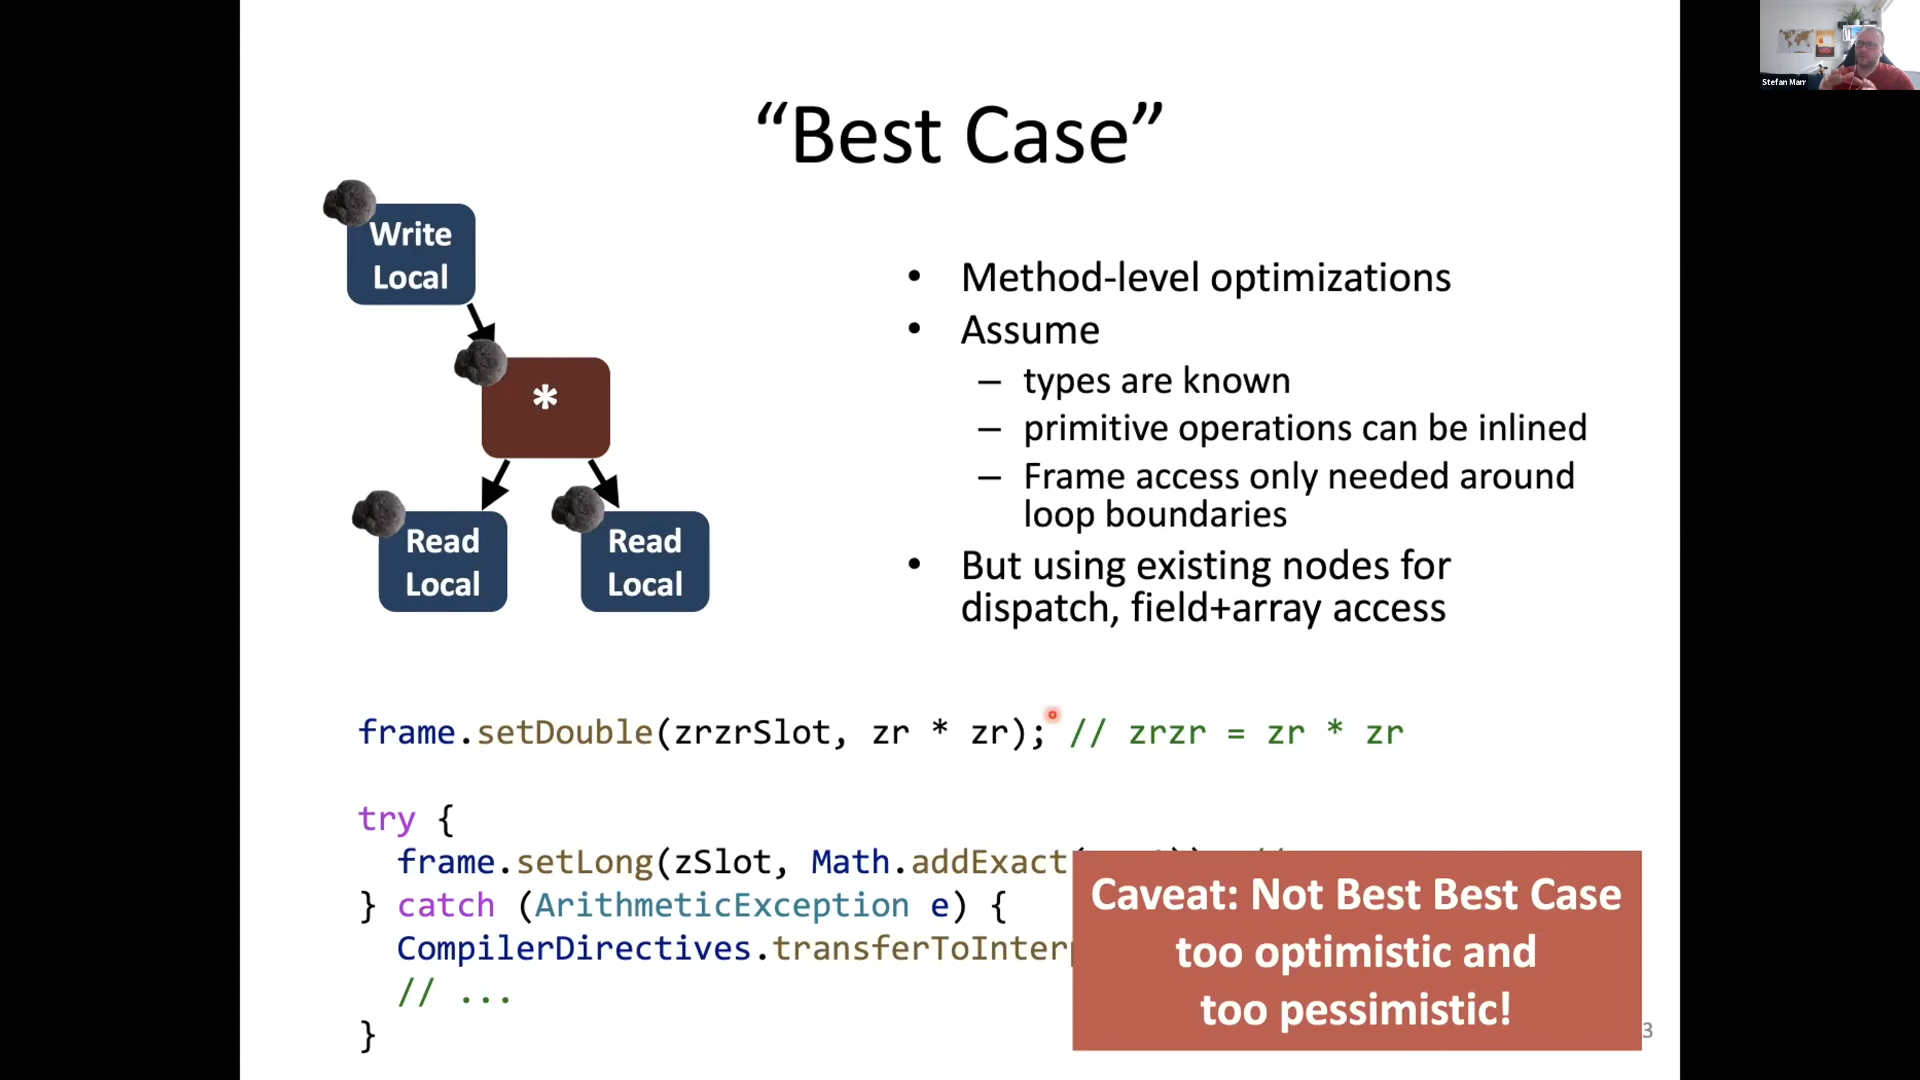 “Best Case”
Write
Local
*
Read
Local
Read
Local
• Method-level optimizations
• Assume
– types are known
– primitive operations can be inlined
– Frame access only needed around
loop boundaries
• But using existing nodes for
dispatch, field+array access
frame.setDouble(zrzrSlot, zr * zr); // zrzr = zr * zr
try {
frame.setLong(zSlot, Math.addExact(
} catch (ArithmeticException e) {
CompilerDirectives.transferToInterp
// ...
}
Caveat: Not Best Best Case
too optimistic and
too pessimistic!
3
Stefan Marr